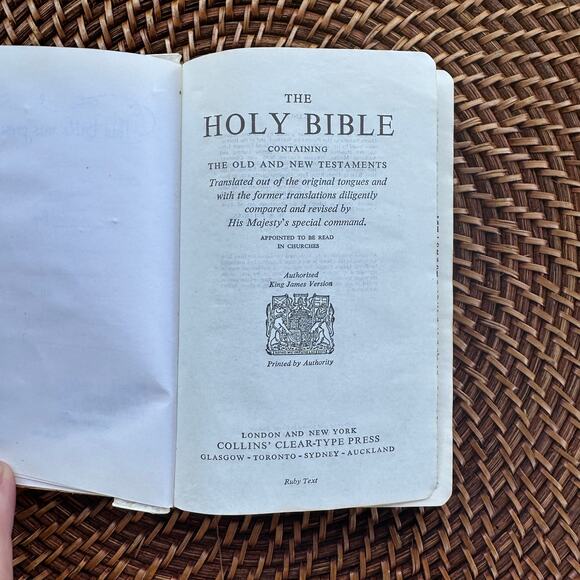 THE
HOLY BIBLE
CONTAINING
THE OLD AND NEW TESTAMENTS
Translated out of the original tongues and
with the former translations diligently
compared and revised by
His Majesty's special command.
APPOINTED TO BE READ
IN CHURCHES
Authorised
King James Version
Printed by Authority
LONDON AND NEW YORK
COLLINS' CLEAR-TYPE PRESS
GLASGOW - TORONTO - SYDNEY - AUCKLAND
Ruby Text